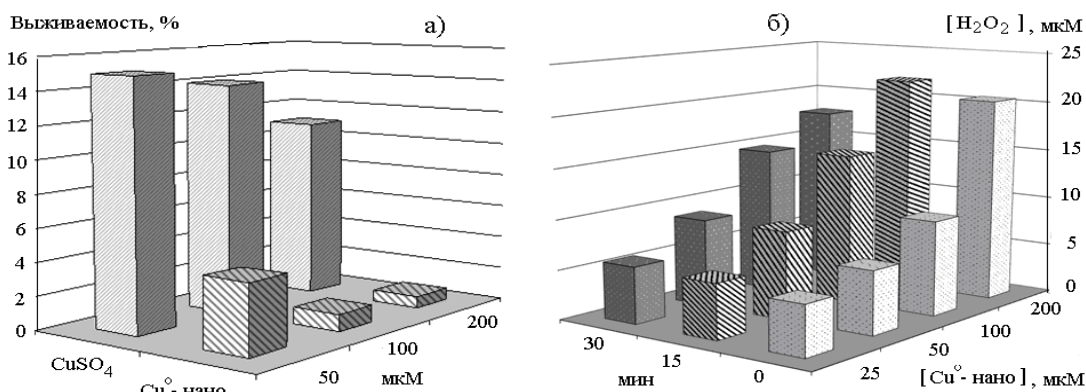 Выживаемость, %
а)
16
14
12
10
8
6
4
2
0
CuSO₄
Cu°- нано
50
100
200
мкМ
б)
[H₂O₂], мкМ
25
20
15
10
5
0
30
15
0
мин
25
50
100
200
[Cu°- нано], мкМ